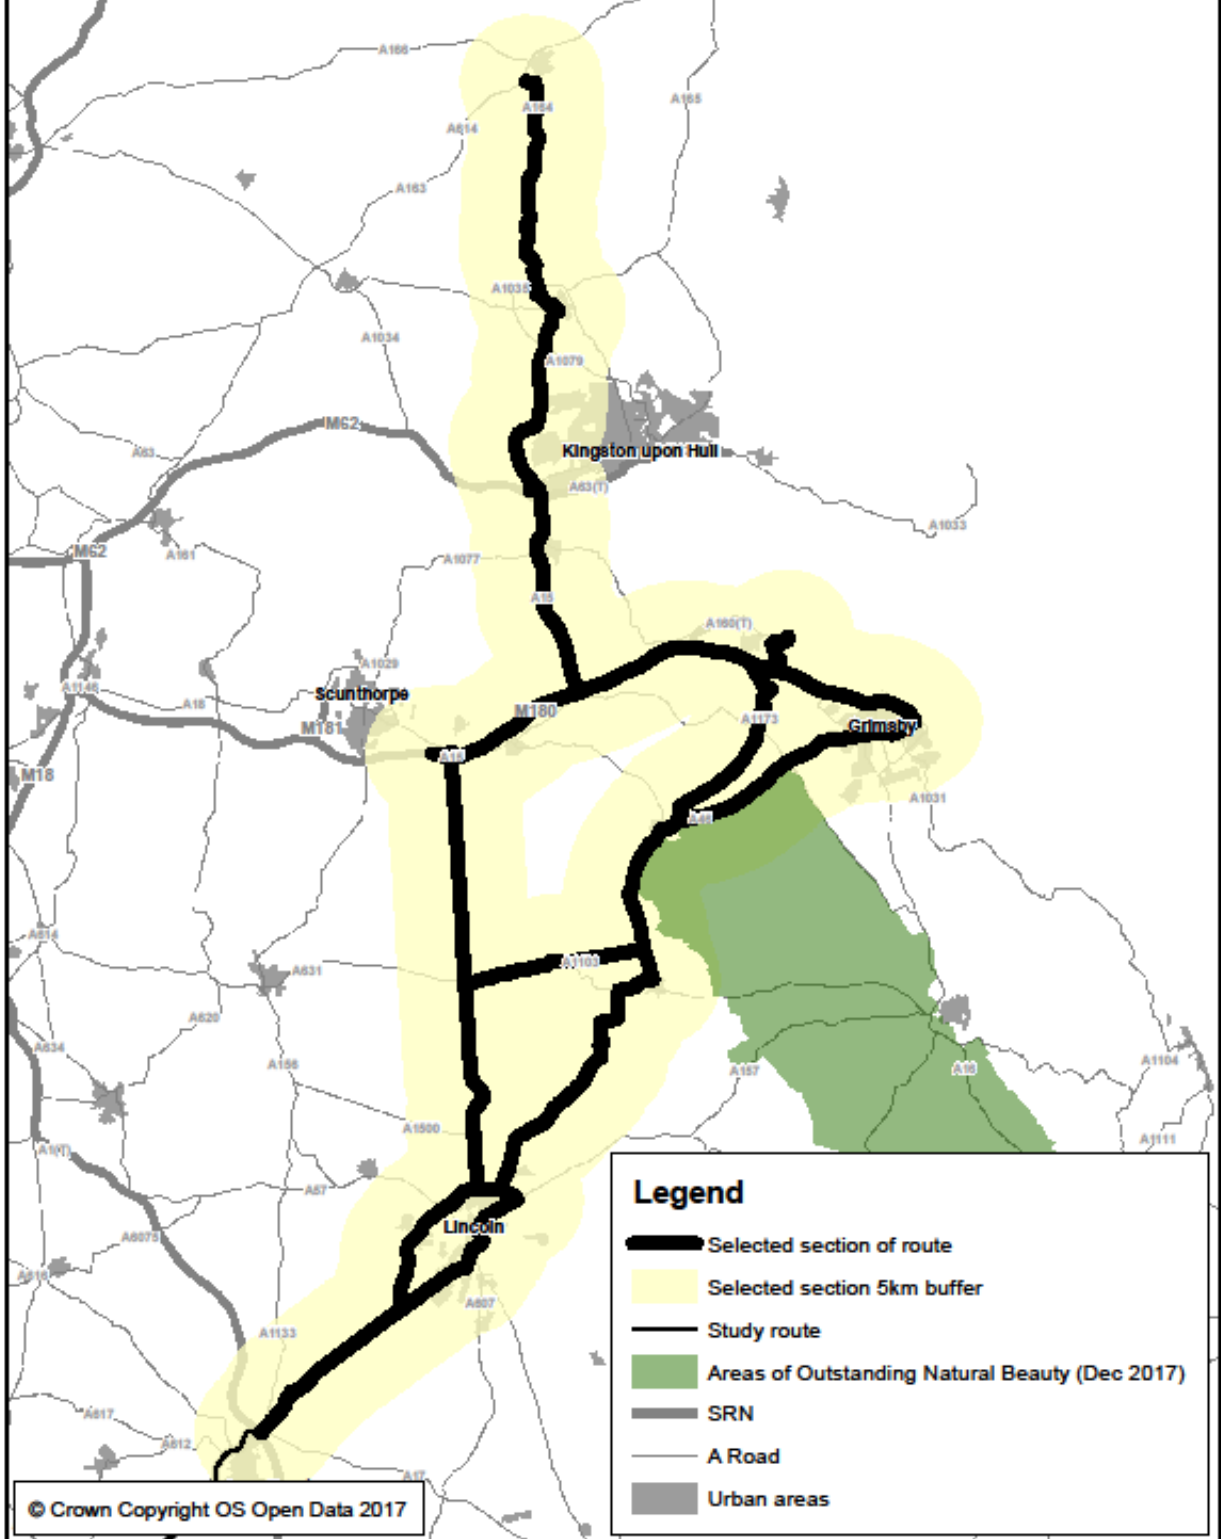 A166
A164
A165
A614
A163
A1035
A1034
A1079
M62
A63
Kingston upon Hull
A63(T)
A1033
M62
A161
A1077
A15
A160(T)
A1029
A1146
Scunthorpe
A18
M180
A1173
Grimsby
M181
A15
M18
A1031
A46
A614
A631
A1103
A620
A634
A156
A157
A16
A1104
A1500
A1111
A1(T)
A57
Lincoln
A6075
A616
A607
A1133
A617
A612
A17
Legend
Selected section of route
Selected section 5km buffer
Study route
Areas of Outstanding Natural Beauty (Dec 2017)
SRN
A Road
Urban areas
© Crown Copyright OS Open Data 2017